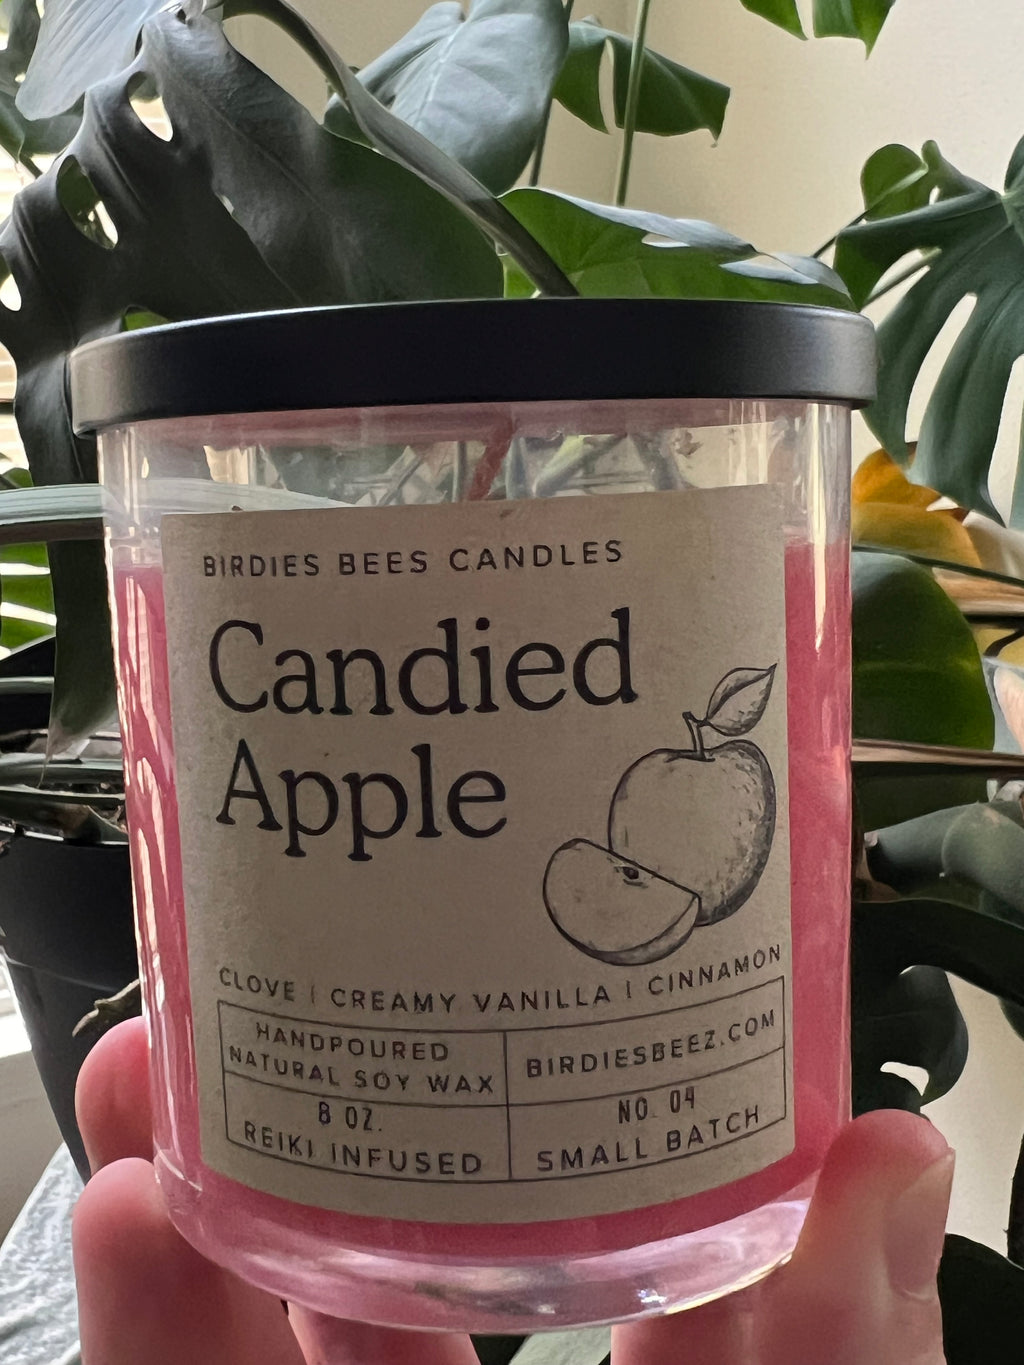 BIRDIES BEES CANDLES
Candied
Apple
CLOVE | CREAMY VANILLA | CINNAMON
HANDPOURED
NATURAL SOY WAX
BIRDIESBEEZ.COM
8 OZ.
REIKI INFUSED
NO. 04
SMALL BATCH